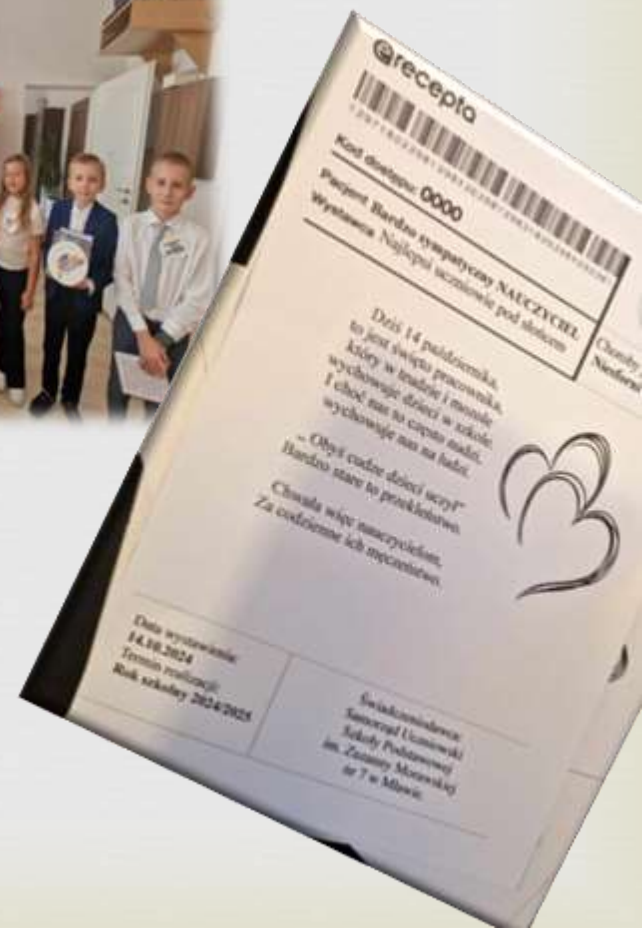 erecepta
Kod dostępu: 0000
Pacjent Bardzo sympatyczny NAUCZYCIEL
Wystawca Najlepsi uczniowie pod słońcem
Choroby
Dziś 14 października,
to jest święto pracownika,
który w trudzie i mozole
wychowuje dzieci w szkole.
I choć nas to często nudzi,
wychowuje nas na ludzi.
„ Obyś cudze dzieci uczył”
Bardzo stare to przekleństwo.
Chwała więc nauczycielom,
Za codzienne ich męczeństwo.
Data wystawienia:
14.10.2024
Termin realizacji:
Rok szkolny 2024/2025
Świadczeniodawca:
Samorząd Uczniowski
Szkoły Podstawowej
im. Zuzanny Morawskiej
nr 7 w Mławie